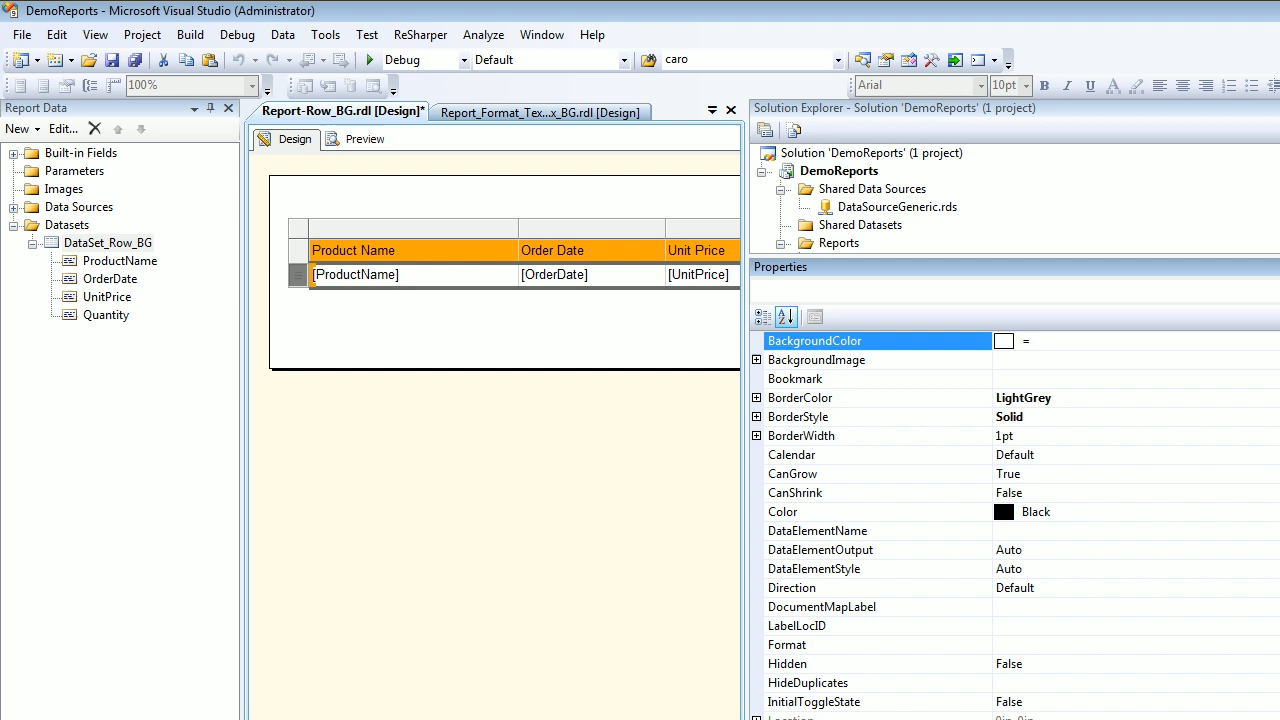 DemoReports - Microsoft Visual Studio (Administrator)
File Edit View Project Build Debug Data Tools Test ReSharper Analyze Window Help
Debug Default caro
100% Arial 10pt B I U A
Report Data
New Edit...
Built-in Fields
Parameters
Images
Data Sources
Datasets
DataSet_Row_BG
ProductName
OrderDate
UnitPrice
Quantity
Report-Row_BG.rdl [Design]* Report_Format_Tex...x_BG.rdl [Design]
Design Preview
Product Name Order Date Unit Price
[ProductName] [OrderDate] [UnitPrice]
Solution Explorer - Solution 'DemoReports' (1 project)
Solution 'DemoReports' (1 project)
DemoReports
Shared Data Sources
DataSourceGeneric.rds
Shared Datasets
Reports
Properties
BackgroundColor =
BackgroundImage
Bookmark
BorderColor LightGrey
BorderStyle Solid
BorderWidth 1pt
Calendar Default
CanGrow True
CanShrink False
Color Black
DataElementName
DataElementOutput Auto
DataElementStyle Auto
Direction Default
DocumentMapLabel
LabelLocID
Format
Hidden False
HideDuplicates
InitialToggleState False
Location 0in, 0in